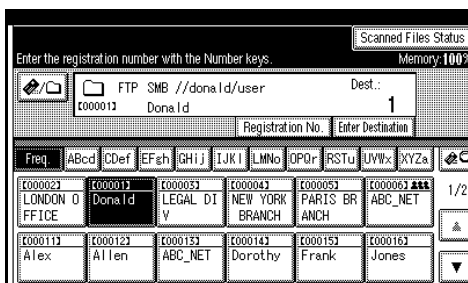 Scanned Files Status
Enter the registration number with the Number keys.
Memory:100%
FTP SMB //donald/user
Dest.:
[00001]
Donald
1
Registration No.
Enter Destination
Freq. ABcd CDef EFgh GHij IJKl LMNo OPQr RSTu UVWx XYZa
[00002] [00001] [00003] [00004] [00005] [00006]
LONDON O Donald LEGAL DI NEW YORK PARIS BR ABC_NET
FFICE V BRANCH ANCH
1/2
[00011] [00012] [00013] [00014] [00015] [00016]
Alex Allen ABC_NET Dorothy Frank Jones